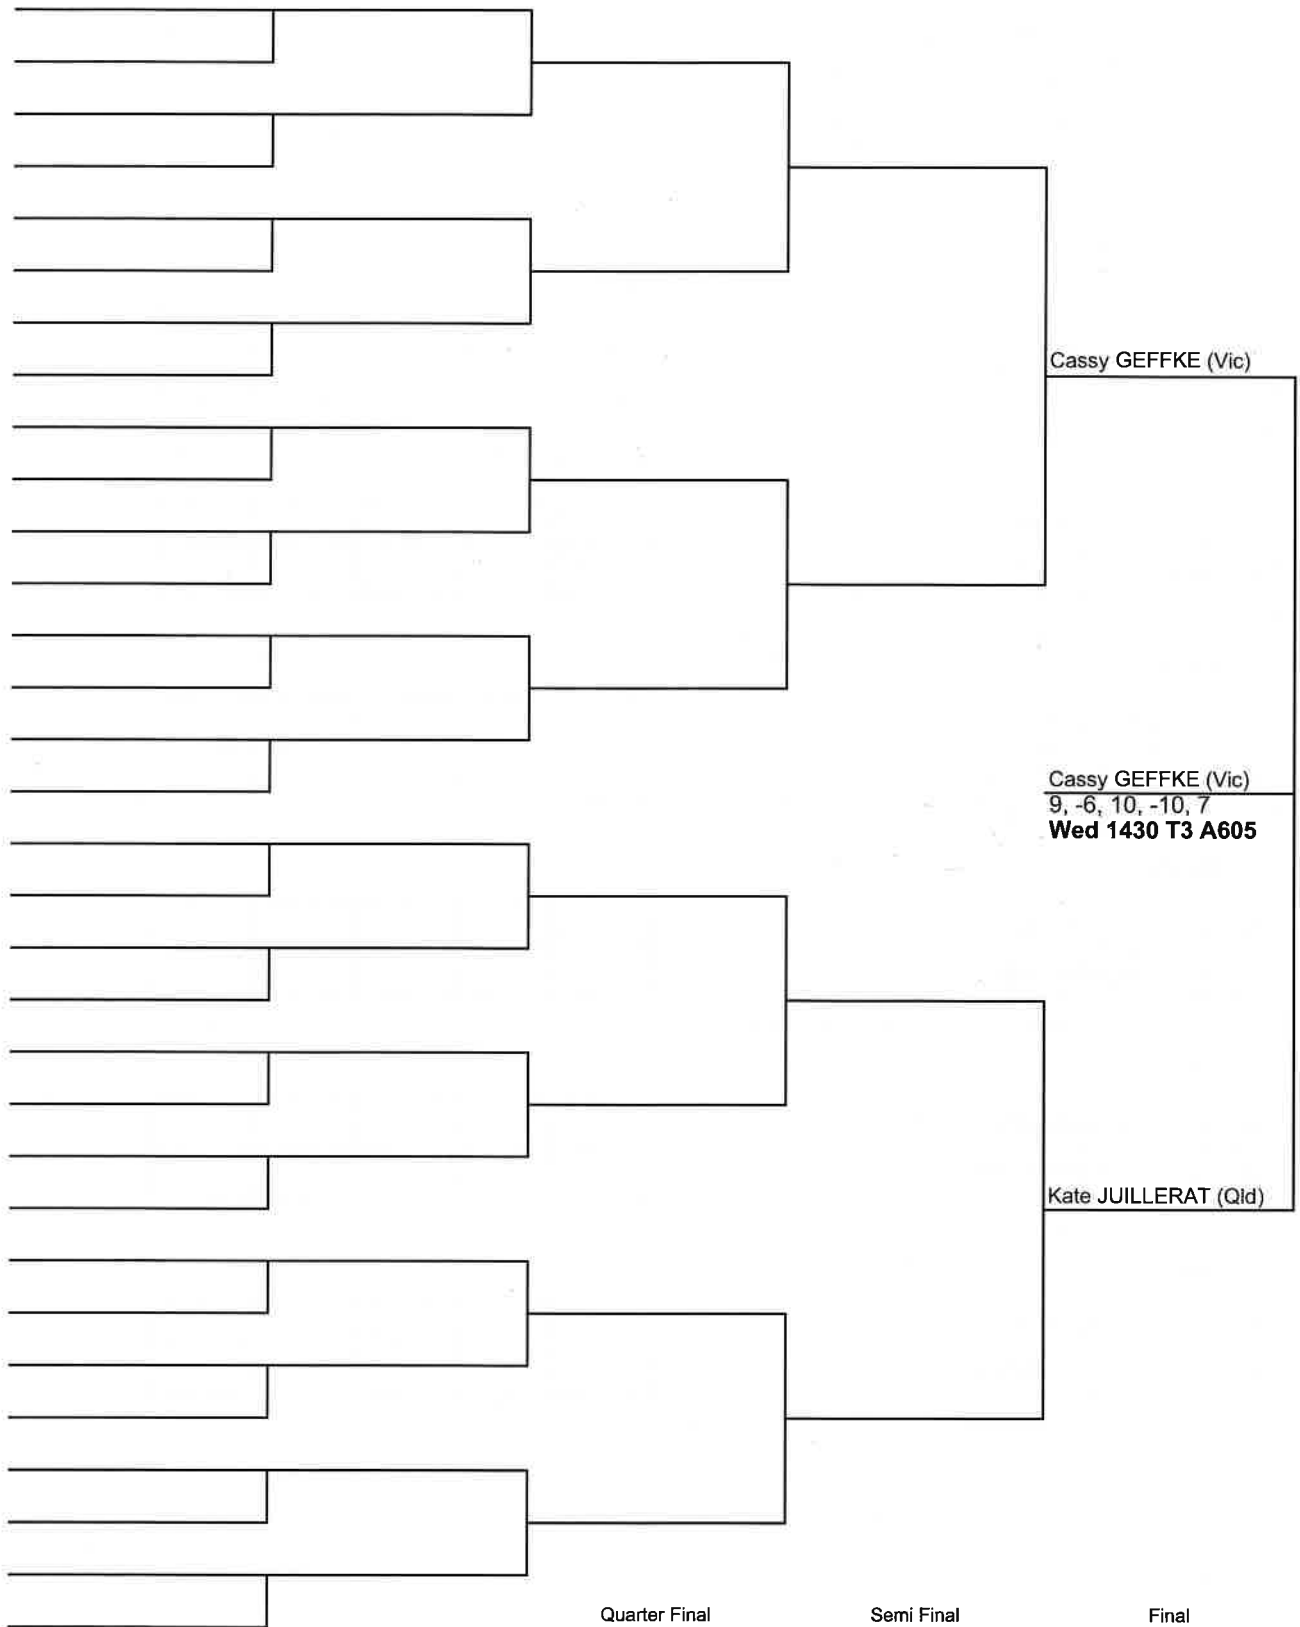 Cassy GEFFKE (Vic)
Cassy GEFFKE (Vic)
9, -6, 10, -10, 7
Wed 1430 T3 A605
Kate JUILLERAT (Qld)
Quarter Final
Semi Final
Final